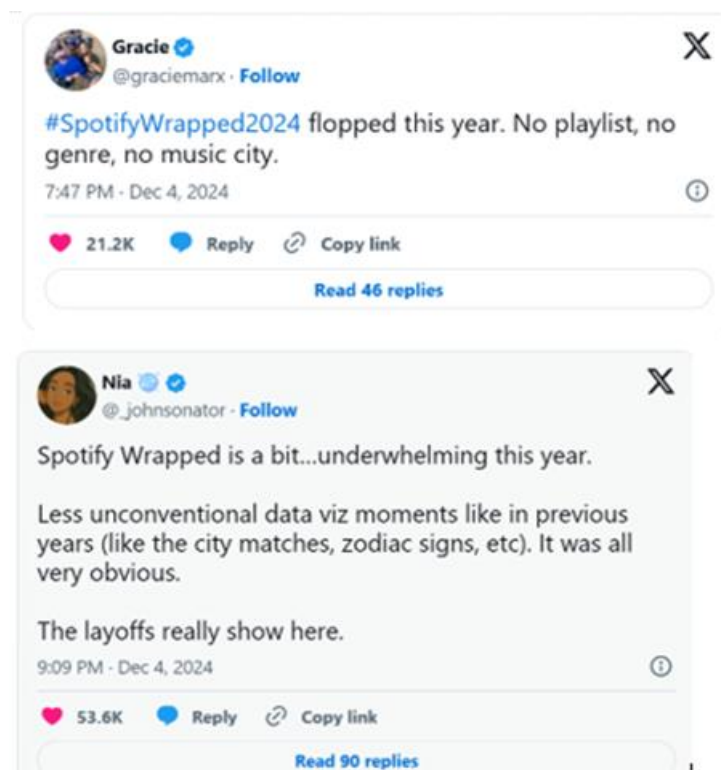 Gracie
@graciemarx · Follow
#SpotifyWrapped2024 flopped this year. No playlist, no
genre, no music city.
7:47 PM · Dec 4, 2024
21.2K Reply Copy link
Read 46 replies
Nia
@_johnsonator · Follow
Spotify Wrapped is a bit...underwhelming this year.
Less unconventional data viz moments like in previous
years (like the city matches, zodiac signs, etc). It was all
very obvious.
The layoffs really show here.
9:09 PM · Dec 4, 2024
53.6K Reply Copy link
Read 90 replies